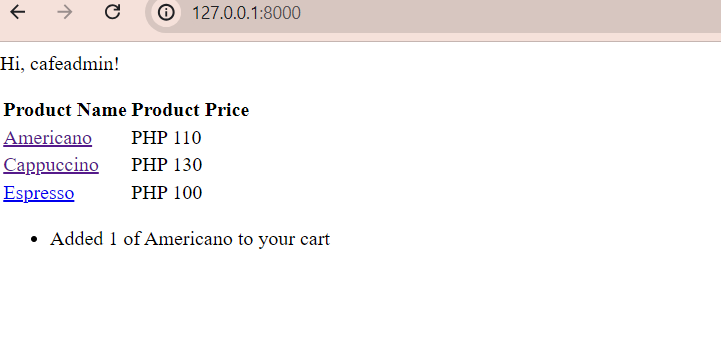 127.0.0.1:8000
Hi, cafeadmin!
Product Name Product Price
Americano PHP 110
Cappuccino PHP 130
Espresso PHP 100
• Added 1 of Americano to your cart